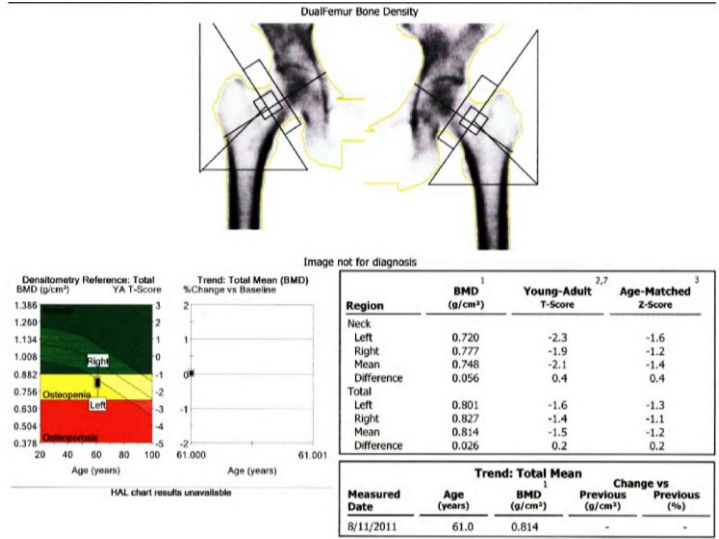 DualFemur Bone Density
Image not for diagnosis
Densitometry Reference: Total
BMD (g/cm²) YA T-Score
1.386 3
1.260 2
1.134 1
1.008 0
0.882 -1
0.756 -2
0.630 -3
0.504 -4
0.378 -5
Right
Osteopenia
Left
Osteoporosis
20 40 60 80 100
Age (years)
HAL chart results unavailable
Trend: Total Mean (BMD)
%Change vs Baseline
2
1
0
-1
-2
61.000 61.001
Age (years)
Region BMD 1 (g/cm²) Young-Adult 2,7 T-Score Age-Matched 3 Z-Score
Neck
Left 0.720 -2.3 -1.6
Right 0.777 -1.9 -1.2
Mean 0.748 -2.1 -1.4
Difference 0.056 0.4 0.4
Total
Left 0.801 -1.6 -1.3
Right 0.827 -1.4 -1.1
Mean 0.814 -1.5 -1.2
Difference 0.026 0.2 0.2
Trend: Total Mean
Change vs
Measured Date Age (years) BMD 1 (g/cm²) Previous (g/cm²) Previous (%)
8/11/2011 61.0 0.814 - -